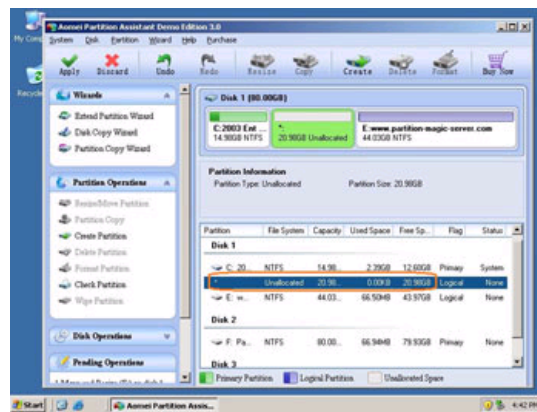 Aomei Partition Assistant Demo Edition 3.0
System Disk Partition Wizard Help Purchase
Apply Discard Undo Redo Resize Copy Create Delete Format Buy Now
Wizards
Extend Partition Wizard
Disk Copy Wizard
Partition Copy Wizard
Partition Operations
Resize/Move Partition
Partition Copy
Create Partition
Delete Partition
Format Partition
Check Partition
Wipe Partition
Disk Operations
Pending Operations
Disk 1 (80.00GB)
C:2003 Ent ...
14.98GB NTFS
*:
20.98GB Unallocated
E:www.partition-magic-server.com
44.03GB NTFS
Partition Information
Partition Type: Unallocated Partition Size: 20.98GB
Partition File System Capacity Used Space Free Sp... Flag Status
Disk 1
C: 20... NTFS 14.98... 2.39GB 12.60GB Primary System
* Unallocated 20.98... 0.00KB 20.98GB Logical None
E: w... NTFS 44.03... 66.50MB 43.97GB Logical None
Disk 2
F: Pa... NTFS 80.00... 66.94MB 79.93GB Primary None
Disk 3
Primary Partition Logical Partition Unallocated Space
Start
Aomei Partition Assis...
4:42 PM